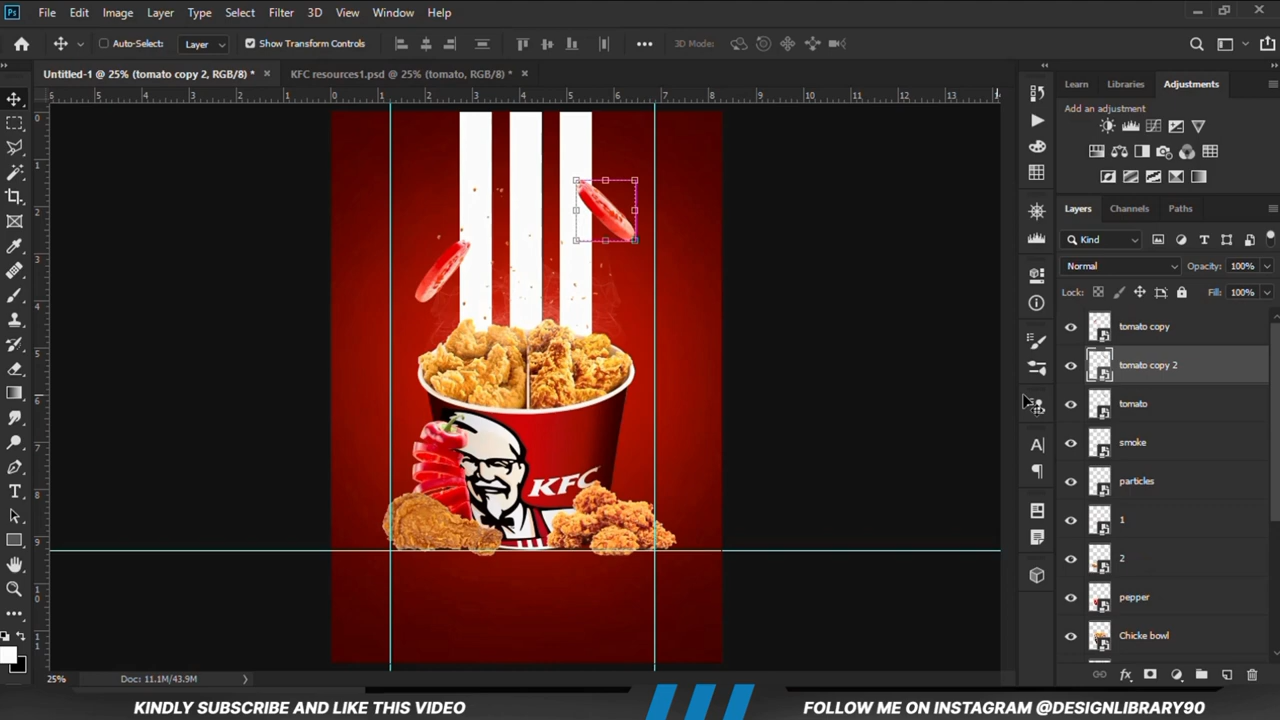 Ps File Edit Image Layer Type Select Filter 3D View Window Help
Auto-Select: Layer Show Transform Controls 3D Mode:
Untitled-1 @ 25% (tomato copy 2, RGB/8) * × KFC resources1.psd @ 25% (tomato, RGB/8) * ×
Learn Libraries Adjustments
Add an adjustment
Layers Channels Paths
Kind
Normal Opacity: 100%
Lock: Fill: 100%
tomato copy
tomato copy 2
tomato
smoke
particles
1
2
pepper
Chicke bowl
KFC
25% Doc: 11.1M/43.9M
KINDLY SUBSCRIBE AND LIKE THIS VIDEO
FOLLOW ME ON INSTAGRAM @DESIGNLIBRARY90